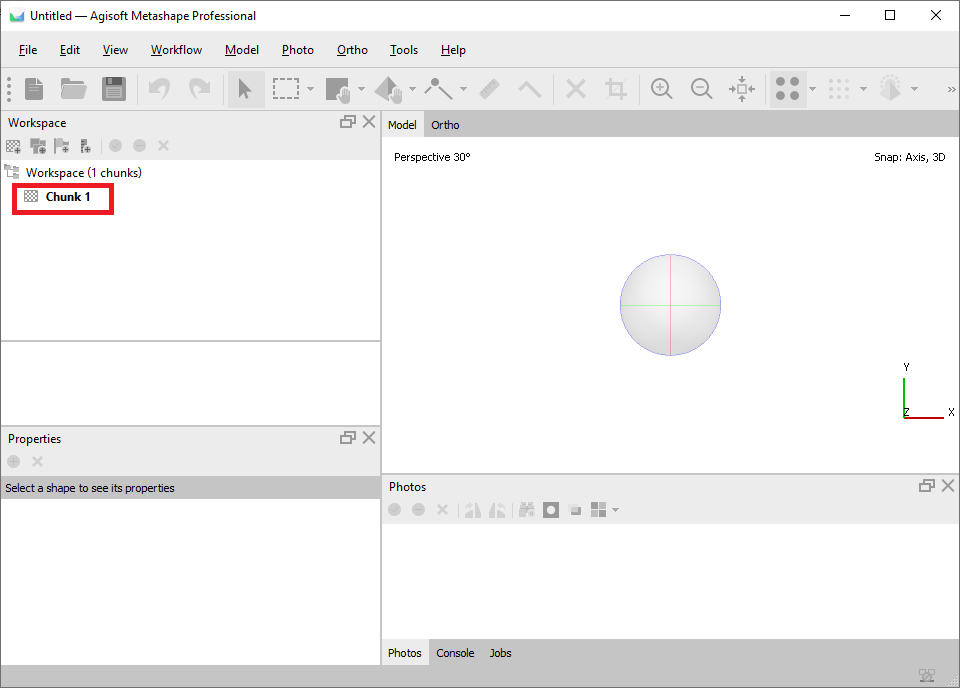 Untitled — Agisoft Metashape Professional
File Edit View Workflow Model Photo Ortho Tools Help
»
Workspace
Workspace (1 chunks)
Chunk 1
Model Ortho
Perspective 30°
Snap: Axis, 3D
Y
Z
X
Properties
Select a shape to see its properties
Photos
Photos Console Jobs